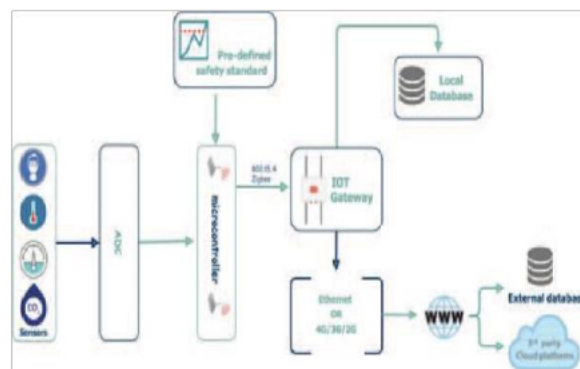 Pre-defined
safety standard
Local
Database
802.15.4
Zigbee
IOT
Gateway
ADC
microcontroller
CO₂
Sensors
Ethernet
OR
4G/3G/2G
WWW
External database
3rd party
Cloud platforms